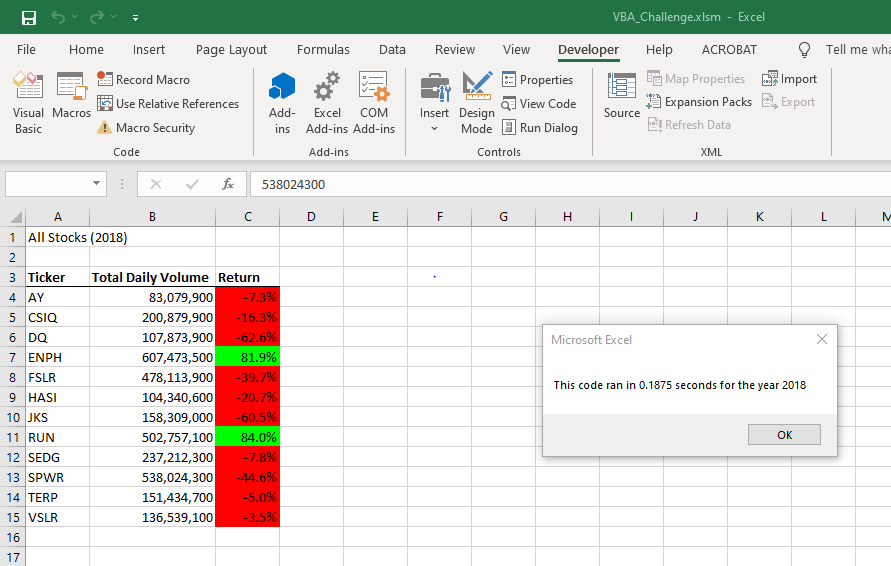 VBA_Challenge.xlsm - Excel
File Home Insert Page Layout Formulas Data Review View Developer Help ACROBAT Tell me wha
Visual Basic
Macros
Record Macro
Use Relative References
Macro Security
Code
Add-ins
Excel Add-ins
COM Add-ins
Add-ins
Insert
Design Mode
Properties
View Code
Run Dialog
Controls
Source
Map Properties
Expansion Packs
Refresh Data
Import
Export
XML
fx 538024300
A B C D E F G H I J K L M
1 All Stocks (2018)
2
3 Ticker Total Daily Volume Return
4 AY 83,079,900 -7.3%
5 CSIQ 200,879,900 -16.3%
6 DQ 107,873,900 -62.6%
7 ENPH 607,473,500 81.9%
8 FSLR 478,113,900 -39.7%
9 HASI 104,340,600 -20.7%
10 JKS 158,309,000 -60.5%
11 RUN 502,757,100 84.0%
12 SEDG 237,212,300 -7.8%
13 SPWR 538,024,300 -44.6%
14 TERP 151,434,700 -5.0%
15 VSLR 136,539,100 -3.5%
16
17
Microsoft Excel
This code ran in 0.1875 seconds for the year 2018
OK